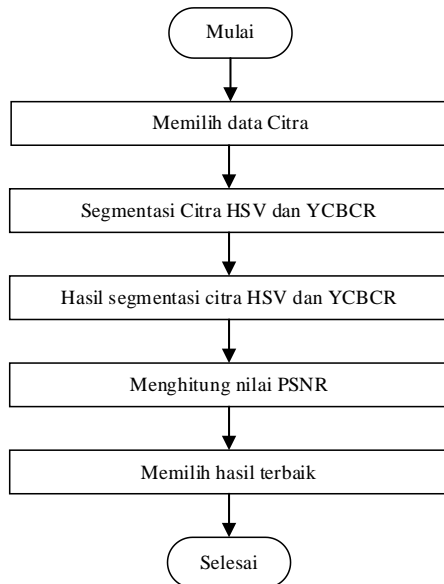 Mulai
Memilih data Citra
Segmentasi Citra HSV dan YCBCR
Hasil segmentasi citra HSV dan YCBCR
Menghitung nilai PSNR
Memilih hasil terbaik
Selesai